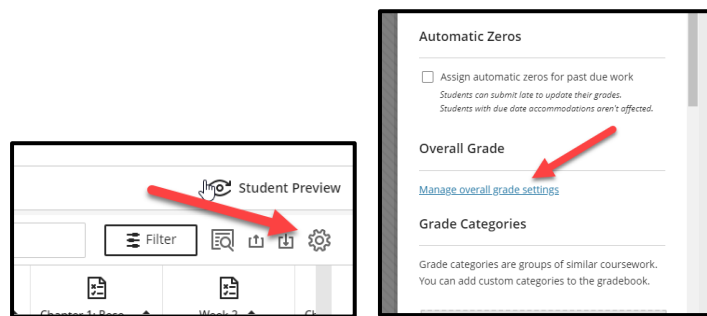 Student Preview
Filter
Chapter 1: Base
Week 2
Ch
Automatic Zeros
Assign automatic zeros for past due work
Students can submit late to update their grades.
Students with due date accommodations aren't affected.
Overall Grade
Manage overall grade settings
Grade Categories
Grade categories are groups of similar coursework.
You can add custom categories to the gradebook.